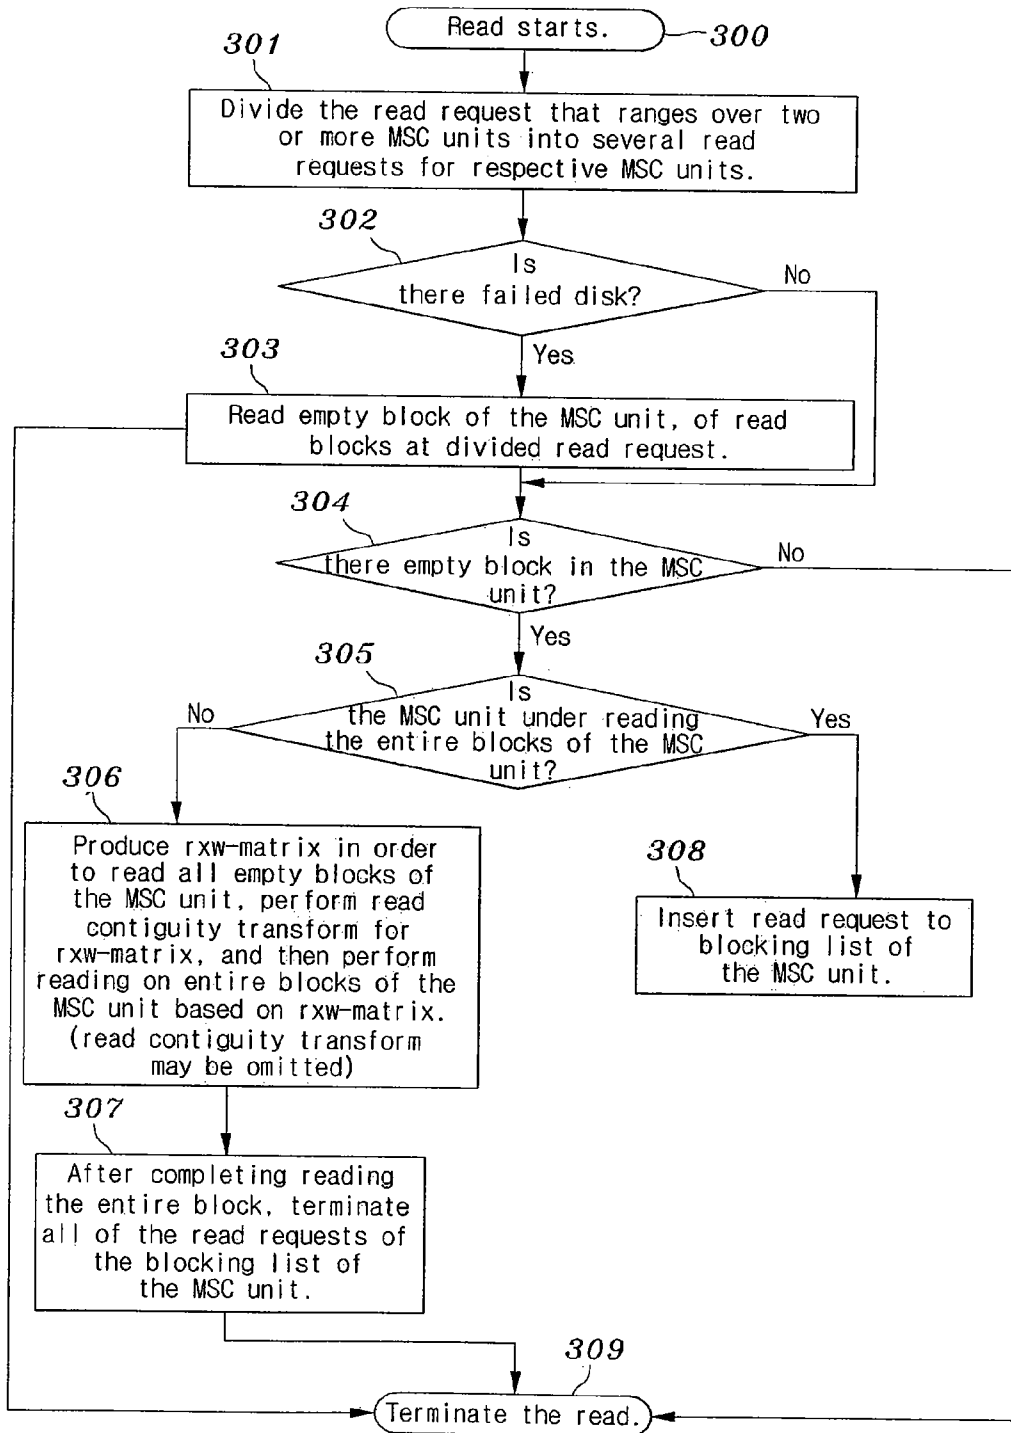 Read starts.
300
301
Divide the read request that ranges over two
or more MSC units into several read
requests for respective MSC units.
302
Is
there failed disk?
No
Yes
303
Read empty block of the MSC unit, of read
blocks at divided read request.
304
Is
there empty block in the MSC
unit?
No
Yes
305
Is
the MSC unit under reading
the entire blocks of the MSC
unit?
No
Yes
306
Produce rxw-matrix in order
to read all empty blocks of
the MSC unit, perform read
contiguity transform for
rxw-matrix, and then perform
reading on entire blocks of the
MSC unit based on rxw-matrix.
(read contiguity transform
may be omitted)
308
Insert read request to
blocking list of
the MSC unit.
307
After completing reading
the entire block, terminate
all of the read requests of
the blocking list of
the MSC unit.
309
Terminate the read.